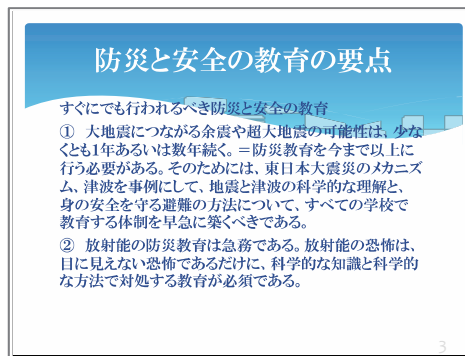 防災と安全の教育の要点
すぐにでも行われるべき防災と安全の教育
① 大地震につながる余震や超大地震の可能性は、少な
くとも1年あるいは数年続く。＝防災教育を今まで以上に
行う必要がある。そのためには、東日本大震災のメカニズ
ム、津波を事例にして、地震と津波の科学的な理解と、
身の安全を守る避難の方法について、すべての学校で
教育する体制を早急に築くべきである。
② 放射能の防災教育は急務である。放射能の恐怖は、
目に見えない恐怖であるだけに、科学的な知識と科学的
な方法で対処する教育が必須である。
3